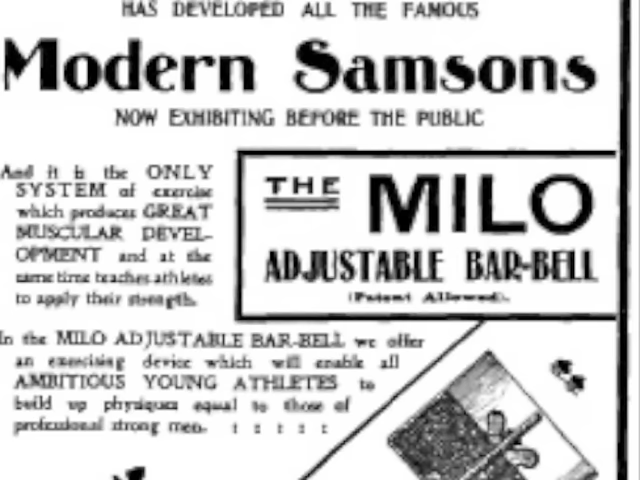 HAS DEVELOPED ALL THE FAMOUS
Modern Samsons
NOW EXHIBITING BEFORE THE PUBLIC
And it is the ONLY
SYSTEM of exercise
which produces GREAT
MUSCULAR DEVEL-
OPMENT and at the
same time teaches athletes
to apply their strength.
THE MILO
ADJUSTABLE BAR-BELL
(Patent Allowed).
In the MILO ADJUSTABLE BAR-BELL we offer
an exercising device which will enable all
AMBITIOUS YOUNG ATHLETES to
build up physiques equal to those of
professional strong men. : : : : :